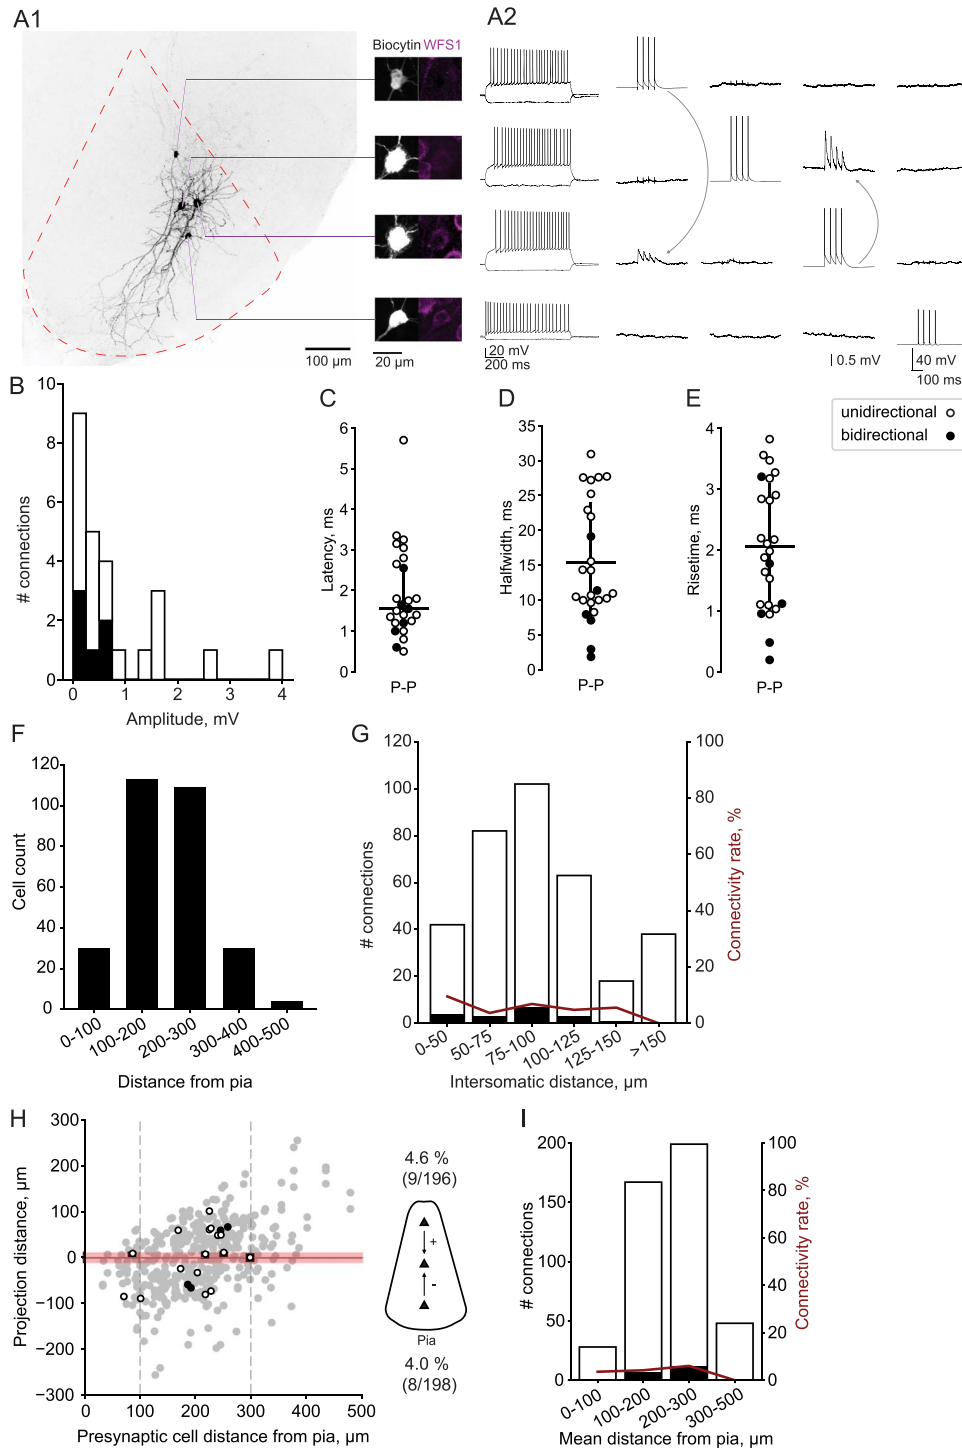 A1
A2
Biocytin WFS1
100 µm
20 µm
20 mV
200 ms
0.5 mV
40 mV
100 ms
B
10
8
6
4
2
0
# connections
0 1 2 3 4
Amplitude, mV
C
6
5
4
3
2
1
0
Latency, ms
P-P
D
35
30
25
20
15
10
5
0
Halfwidth, ms
P-P
E
4
3
2
1
0
Risetime, ms
P-P
unidirectional
bidirectional
F
120
100
80
60
40
20
0
Cell count
0-100 100-200 200-300 300-400 400-500
Distance from pia
G
120
100
80
60
40
20
0
# connections
100
80
60
40
20
0
Connectivity rate, %
0-50 50-75 75-100 100-125 125-150 >150
Intersomatic distance, µm
H
300
200
100
0
−100
−200
−300
Projection distance, µm
0 100 200 300 400 500
Presynaptic cell distance from pia, µm
4.6 %
(9/196)
+
-
Pia
4.0 %
(8/198)
I
200
150
100
50
0
# connections
100
80
60
40
20
0
Connectivity rate, %
0-100 100-200 200-300 300-500
Mean distance from pia, µm